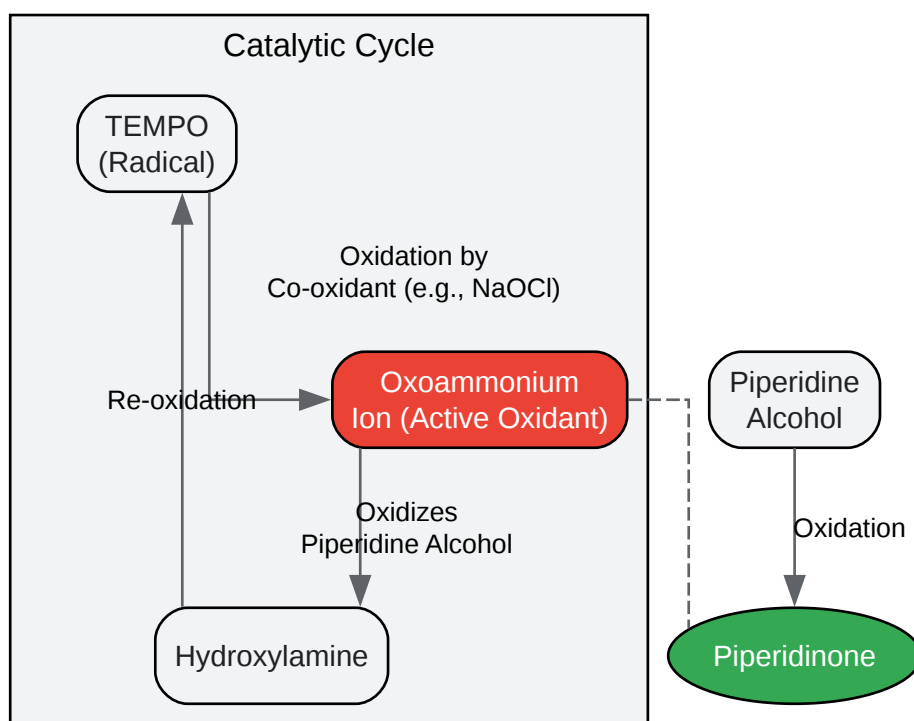 Catalytic Cycle
TEMPO
(Radical)
Oxidation by
Co-oxidant (e.g., NaOCl)
Re-oxidation
Oxoammonium
Ion (Active Oxidant)
Piperidine
Alcohol
Oxidizes
Piperidine Alcohol
Oxidation
Hydroxylamine
Piperidinone